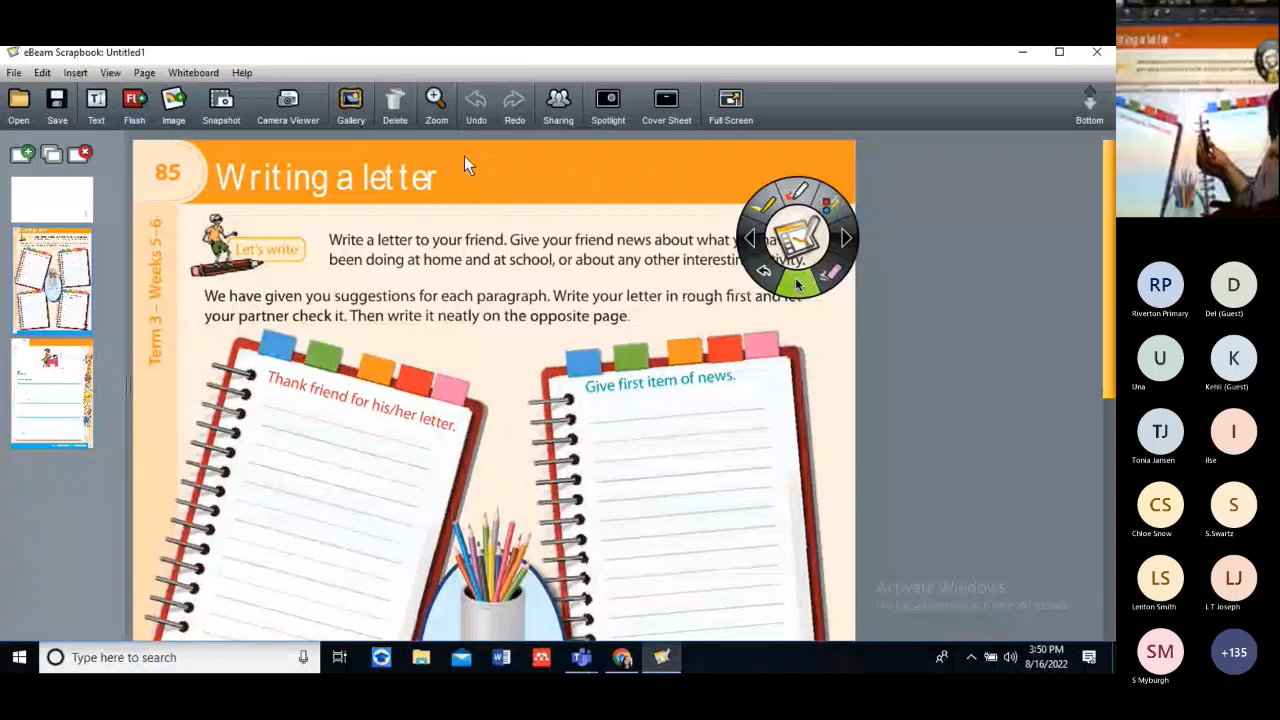 eBeam Scrapbook: Untitled1
File Edit Insert View Page Whiteboard Help
Open Save Text Flash Image Snapshot Camera Viewer Gallery Delete Zoom Undo Redo Sharing Spotlight Cover Sheet Full Screen Bottom
85 Writing a letter
Term 3 – Weeks 5–6
Let's write
Write a letter to your friend. Give your friend news about what
been doing at home and at school, or about any other
We have given you suggestions for each paragraph. Write your letter in rough first and let
your partner check it. Then write it neatly on the opposite page.
Thank friend for his/her letter.
Give first item of news.
Activate Windows
Type here to search
3:50 PM
8/16/2022
RP
Riverton Primary
D
Del (Guest)
U
Una
K
Kehli (Guest)
TJ
Tonia Jansen
I
ilse
CS
Chloe Snow
S
S.Swartz
LS
Lenton Smith
LJ
L T Joseph
SM
S Myburgh
+135